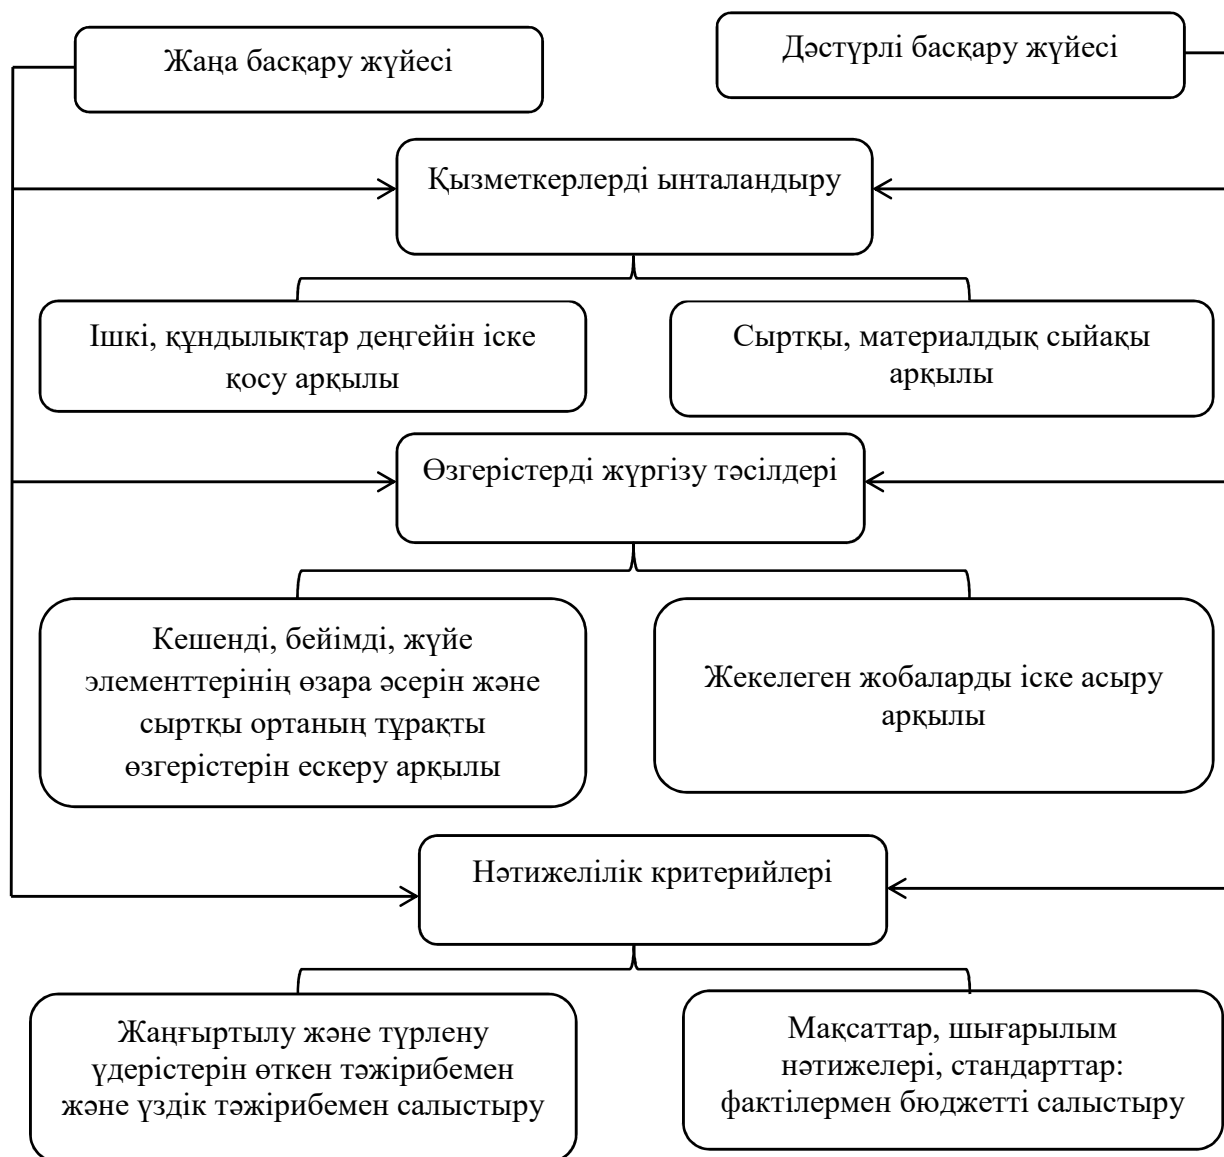 Жаңа басқару жүйесі
Дәстүрлі басқару жүйесі
Қызметкерлерді ынталандыру
Ішкі, құндылықтар деңгейін іске
қосу арқылы
Сыртқы, материалдық сыйақы
арқылы
Өзгерістерді жүргізу тәсілдері
Кешенді, бейімді, жүйе
элементтерінің өзара әсерін және
сыртқы ортаның тұрақты
өзгерістерін ескеру арқылы
Жекелеген жобаларды іске асыру
арқылы
Нәтижелілік критерийлері
Жаңғыртылу және түрлену
үдерістерін өткен тәжірибемен
және үздік тәжірибемен салыстыру
Мақсаттар, шығарылым
нәтижелері, стандарттар:
фактілермен бюджетті салыстыру